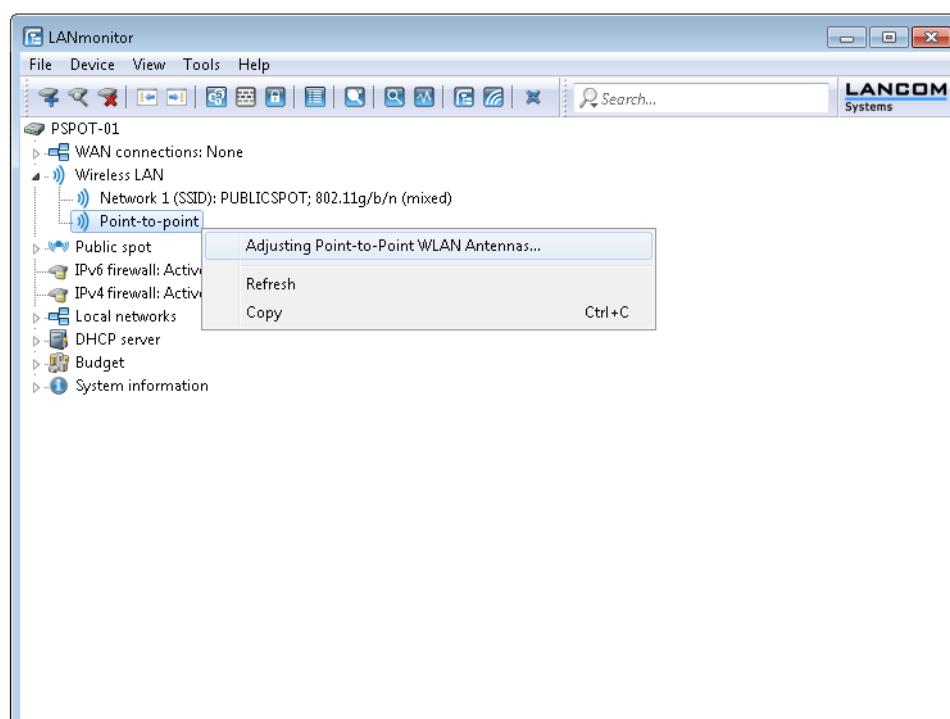 LANmonitor
File Device View Tools Help
Search...
LANCOM
Systems
PSPOT-01
WAN connections: None
Wireless LAN
Network 1 (SSID): PUBLICSPOT; 802.11g/b/n (mixed)
Point-to-point
Adjusting Point-to-Point WLAN Antennas...
Public spot
IPv6 firewall: Active
Refresh
IPv4 firewall: Active
Copy Ctrl+C
Local networks
DHCP server
Budget
System information